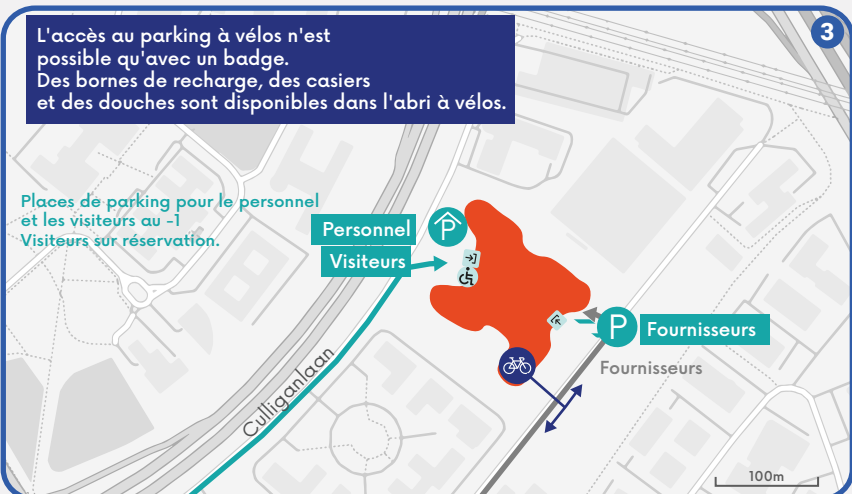 L'accès au parking à vélos n'est
possible qu'avec un badge.
Des bornes de recharge, des casiers
et des douches sont disponibles dans l'abri à vélos.
3
Places de parking pour le personnel
et les visiteurs au -1
Visiteurs sur réservation.
Personnel
P
Visiteurs
P
Fournisseurs
Fournisseurs
Culliganlaan
100m